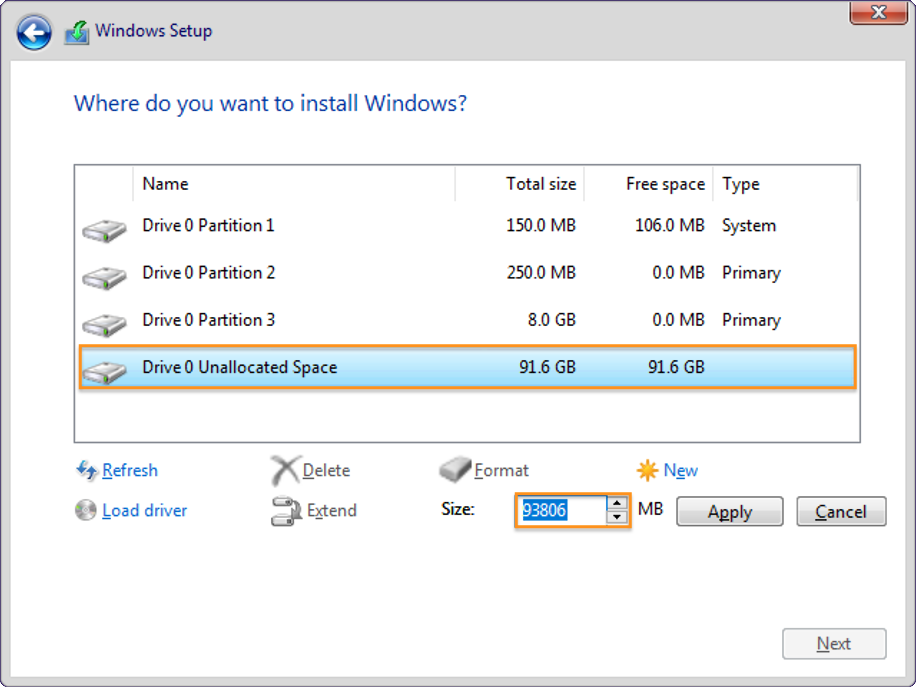 Windows Setup
Where do you want to install Windows?
Name Total size Free space Type
Drive 0 Partition 1 150.0 MB 106.0 MB System
Drive 0 Partition 2 250.0 MB 0.0 MB Primary
Drive 0 Partition 3 8.0 GB 0.0 MB Primary
Drive 0 Unallocated Space 91.6 GB 91.6 GB
Refresh Delete Format New
Load driver Extend Size: 93806 MB Apply Cancel
Next